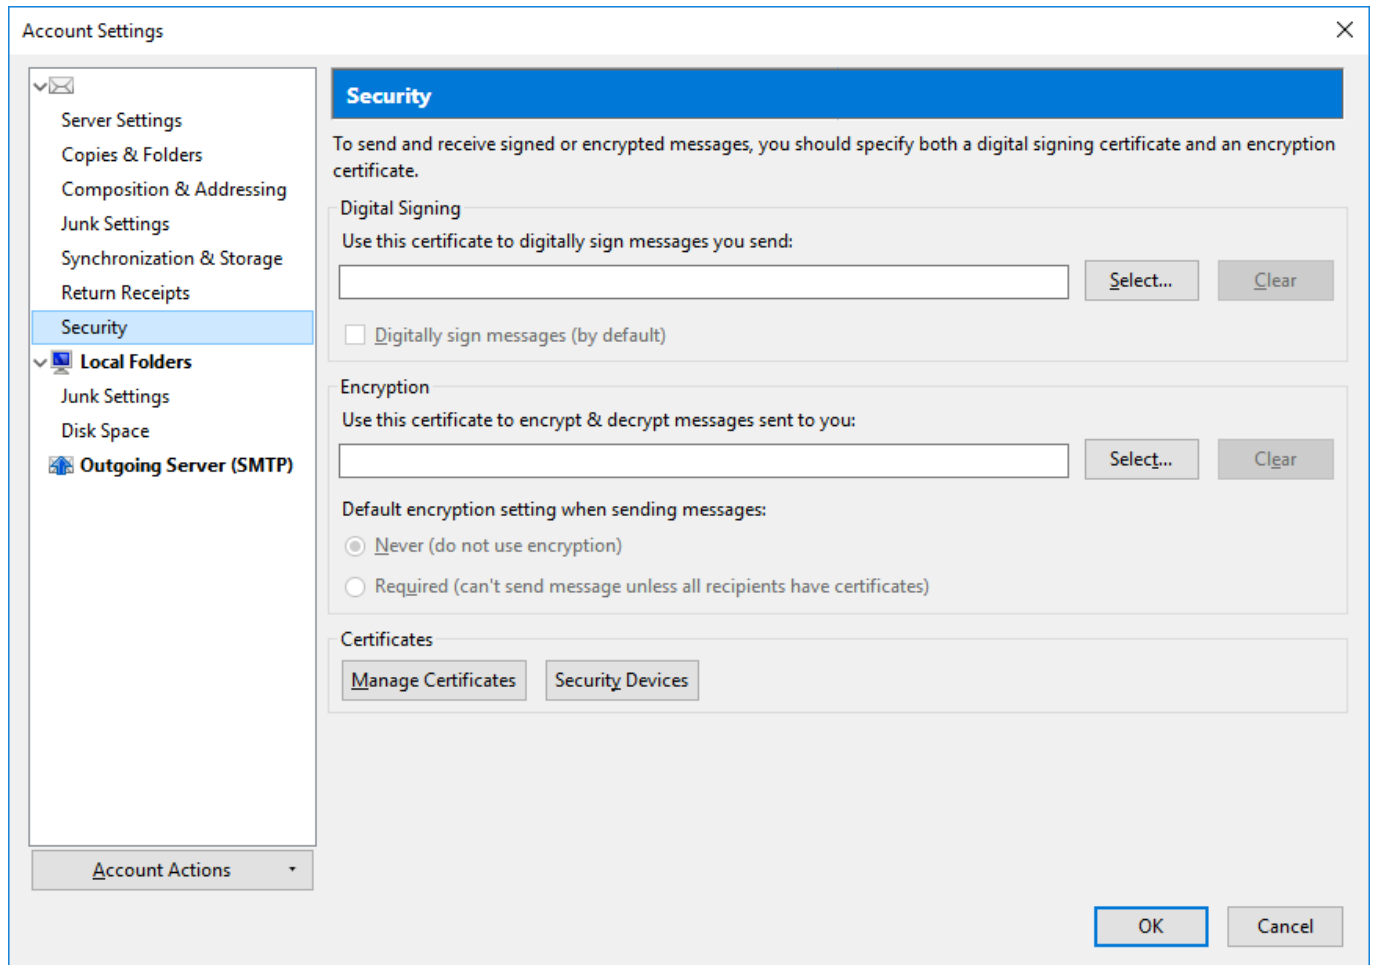 Account Settings
Server Settings
Copies & Folders
Composition & Addressing
Junk Settings
Synchronization & Storage
Return Receipts
Security
Local Folders
Junk Settings
Disk Space
Outgoing Server (SMTP)
Account Actions
Security
To send and receive signed or encrypted messages, you should specify both a digital signing certificate and an encryption
certificate.
Digital Signing
Use this certificate to digitally sign messages you send:
Select...
Clear
Digitally sign messages (by default)
Encryption
Use this certificate to encrypt & decrypt messages sent to you:
Select...
Clear
Default encryption setting when sending messages:
Never (do not use encryption)
Required (can't send message unless all recipients have certificates)
Certificates
Manage Certificates
Security Devices
OK
Cancel